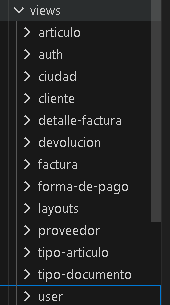 views
articulo
auth
ciudad
cliente
detalle-factura
devolucion
factura
forma-de-pago
layouts
proveedor
tipo-articulo
tipo-documento
user